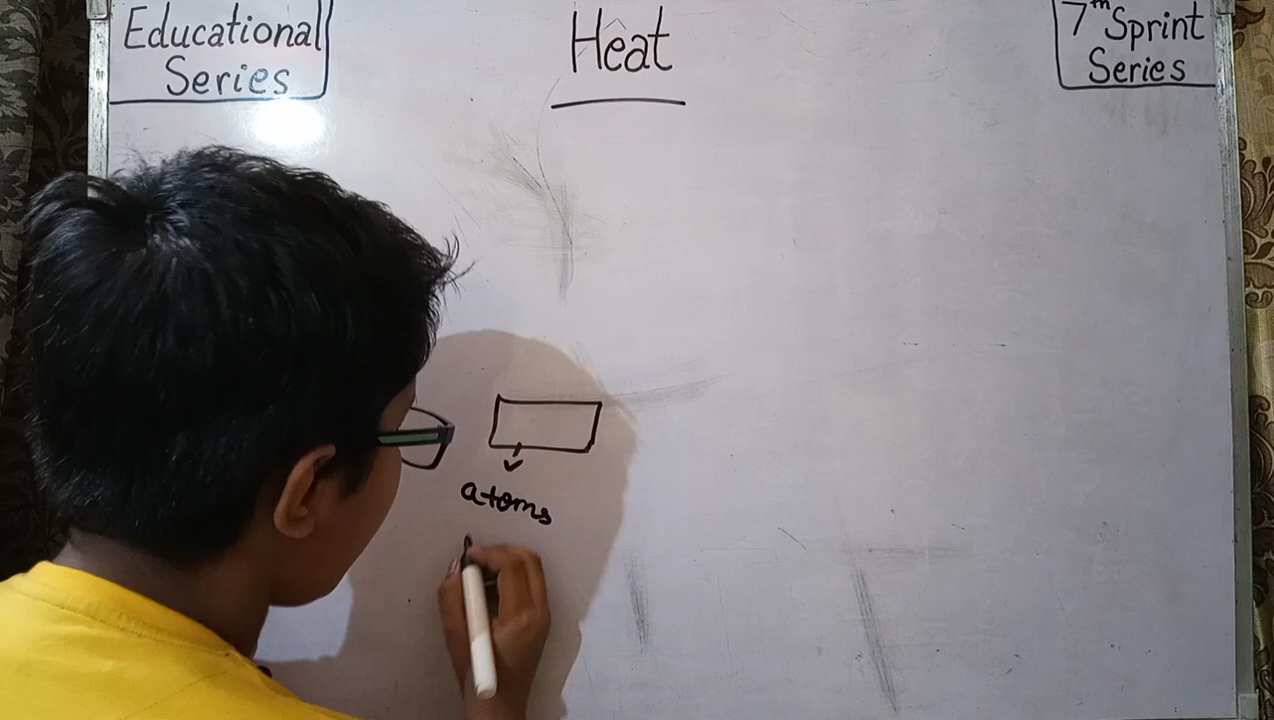 Educational
Series
Heat
7th Sprint
Series
atoms